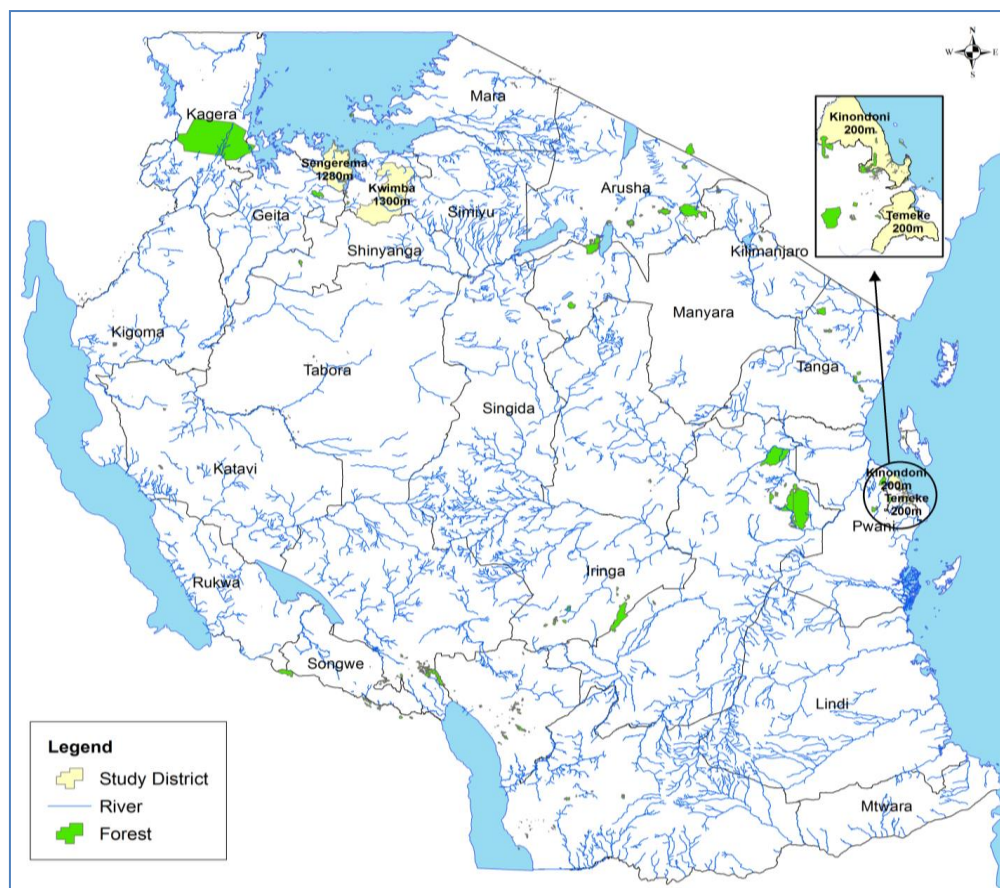 N
W E
S
Mara
Kagera
Kinondoni
200m
Sengerema
1280m
Kwimba
1300m
Arusha
Geita
Simiyu
Temeke
200m
Shinyanga
Kilimanjaro
Kigoma
Manyara
Tabora
Tanga
Singida
Katavi
Kinondoni
200m
Temeke
200m
Pwani
Iringa
Rukwa
Songwe
Lindi
Mtwara
Legend
Study District
River
Forest